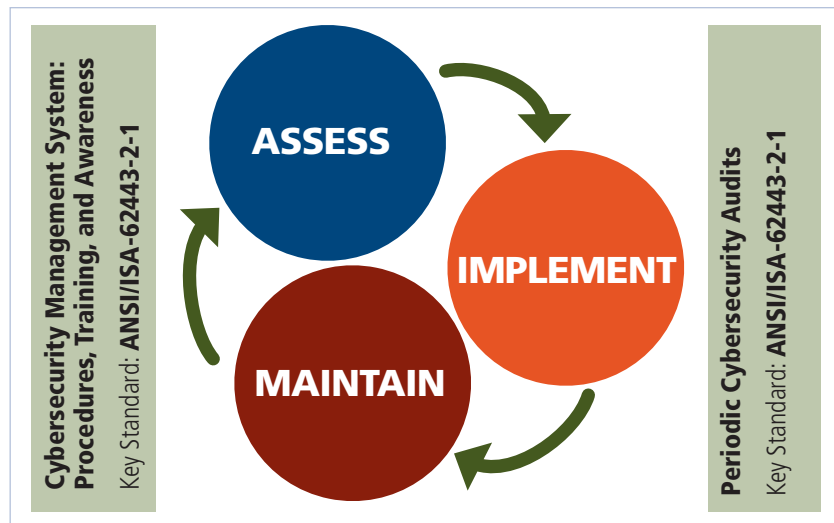 Cybersecurity Management System:
Procedures, Training, and Awareness
Key Standard: ANSI/ISA-62443-2-1
ASSESS
IMPLEMENT
MAINTAIN
Periodic Cybersecurity Audits
Key Standard: ANSI/ISA-62443-2-1